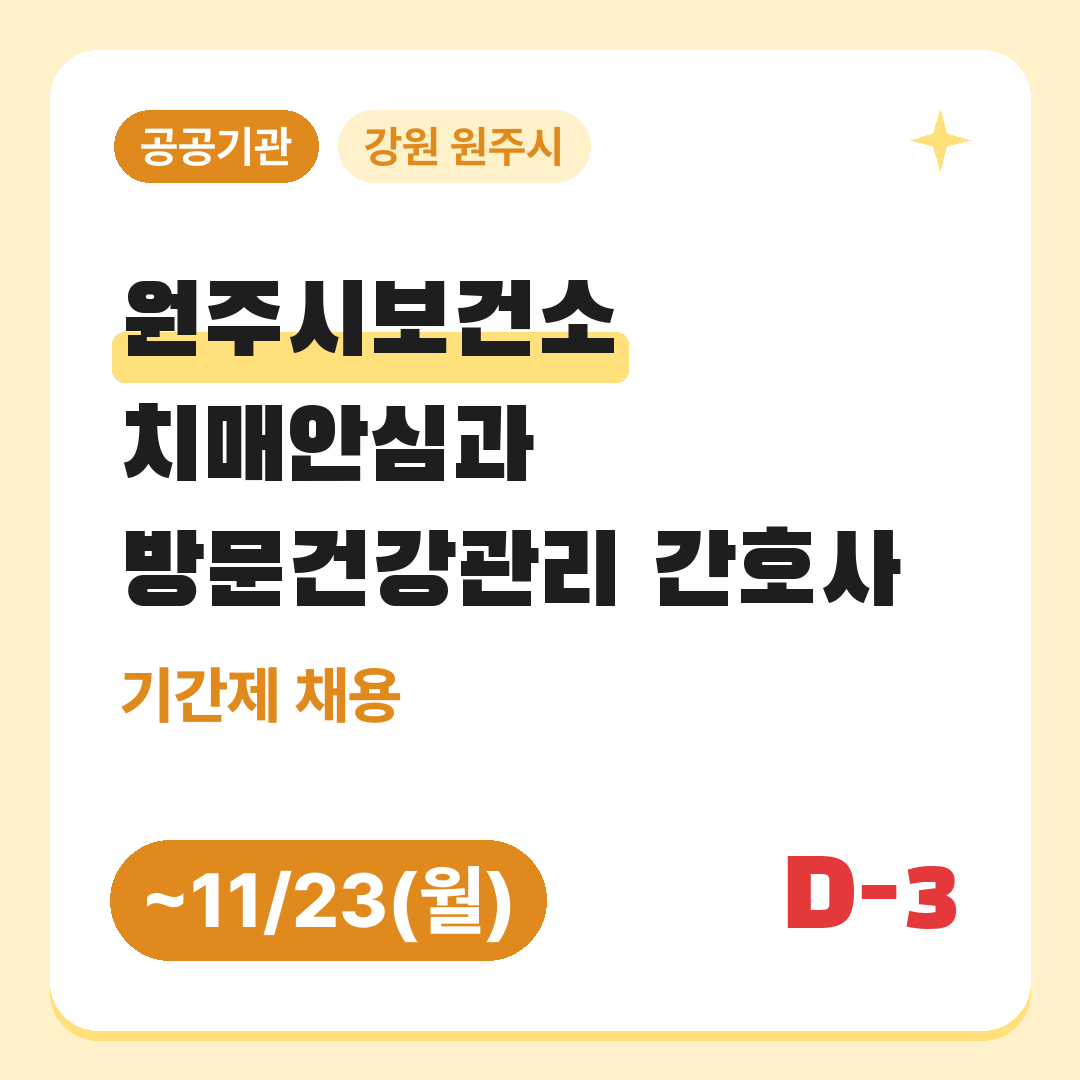 공공기관 강원 원주시
원주시보건소
치매안심과
방문건강관리 간호사
기간제 채용
~11/23(월) D-3